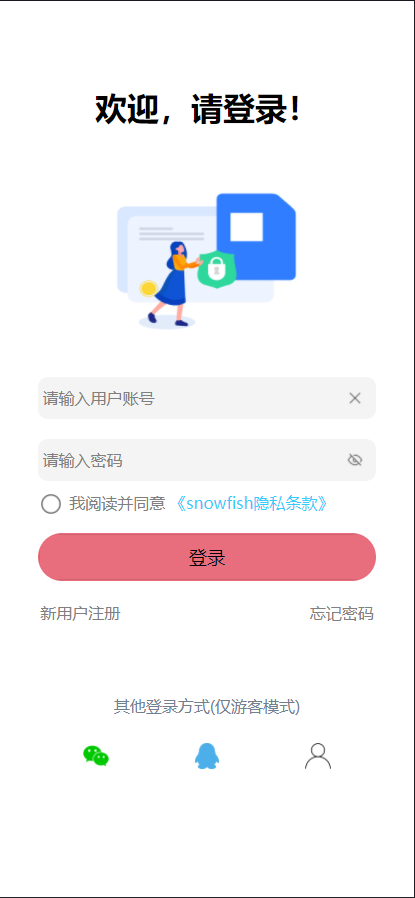 欢迎，请登录！
请输入用户账号
请输入密码
我阅读并同意 《snowfish隐私条款》
登录
新用户注册 忘记密码
其他登录方式(仅游客模式)